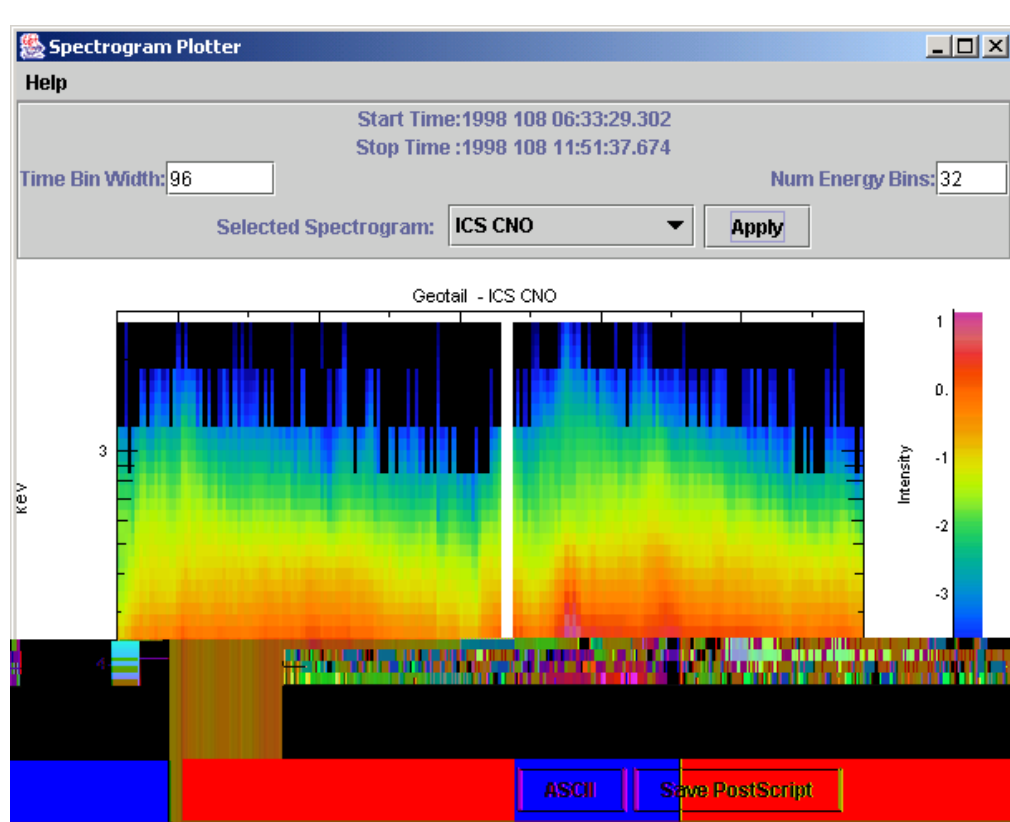 Spectrogram Plotter
Help
Start Time:1998 108 06:33:29.302
Stop Time :1998 108 11:51:37.674
Time Bin Width: 96 Num Energy Bins: 32
Selected Spectrogram: ICS CNO Apply
Geotail - ICS CNO
1
0.
3
-1
keV
Intensity
-2
-3
ASCII Save PostScript